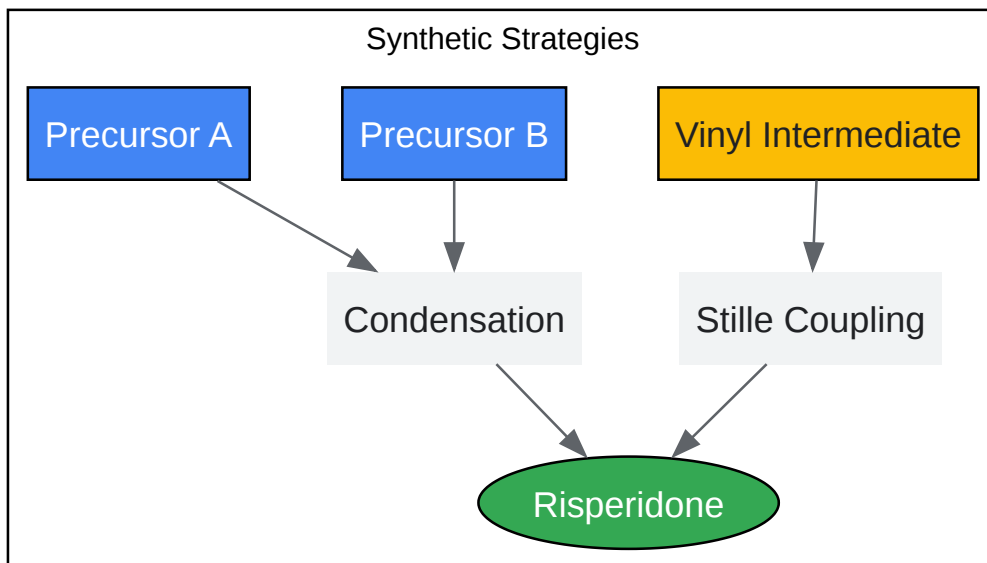 Synthetic Strategies
Precursor A
Precursor B
Vinyl Intermediate
Condensation
Stille Coupling
Risperidone